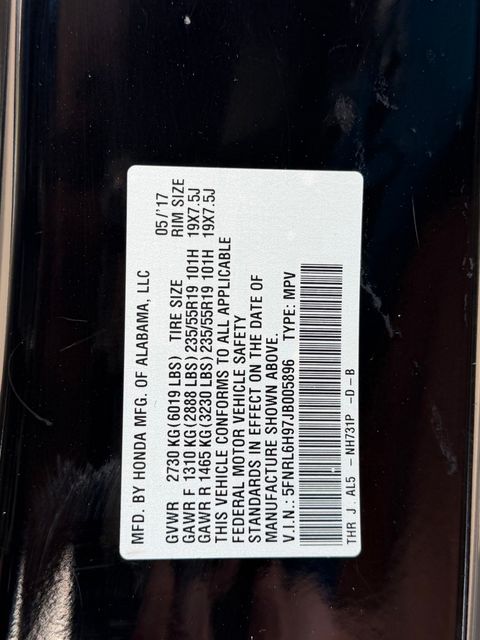 MFD. BY HONDA MFG. OF ALABAMA, LLC 05/'17
GVWR 2730 KG(6019 LBS) TIRE SIZE RIM SIZE
GAWR F 1310 KG(2888 LBS) 235/55R19 101H 19X7.5J
GAWR R 1465 KG(3230 LBS) 235/55R19 101H 19X7.5J
THIS VEHICLE CONFORMS TO ALL APPLICABLE
FEDERAL MOTOR VEHICLE SAFETY
STANDARDS IN EFFECT ON THE DATE OF
MANUFACTURE SHOWN ABOVE.
V.I.N.: 5FNRL6H97JB005896 TYPE: MPV
THR J. AL5 - NH731P -D-B